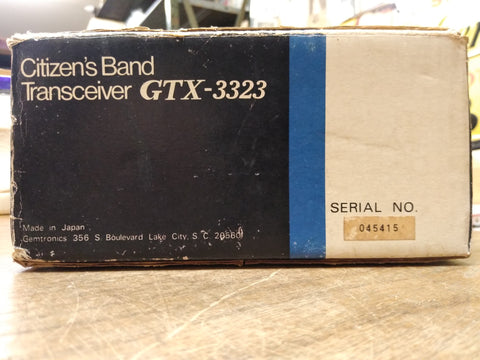 Citizen's Band
Transceiver GTX-3323
Made in Japan
Gemtronics 356 S Boulevard Lake City, S. C. 29560
SERIAL NO.
045415